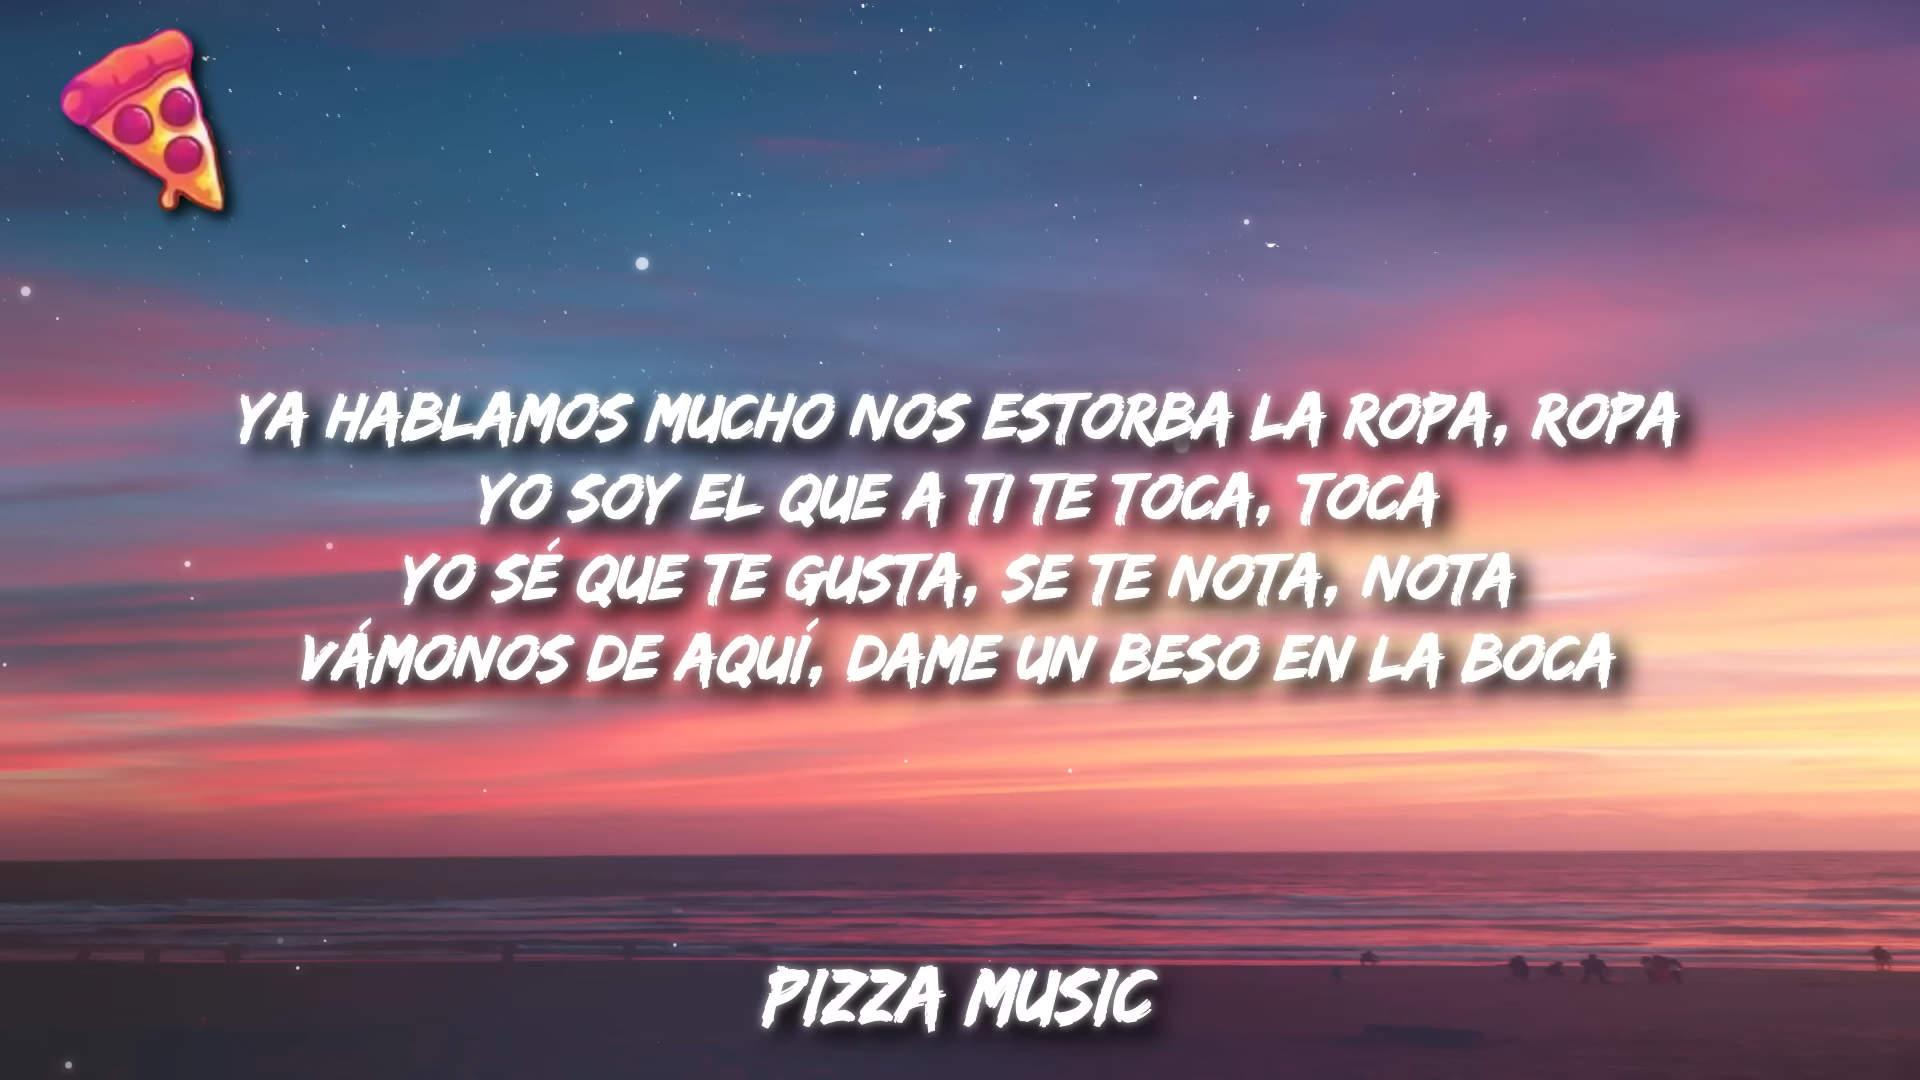 YA HABLAMOS MUCHO NOS ESTORBA LA ROPA, ROPA
YO SOY EL QUE A TI TE TOCA, TOCA
YO SÉ QUE TE GUSTA, SE TE NOTA, NOTA
VÁMONOS DE AQUÍ, DAME UN BESO EN LA BOCA
PIZZA MUSIC